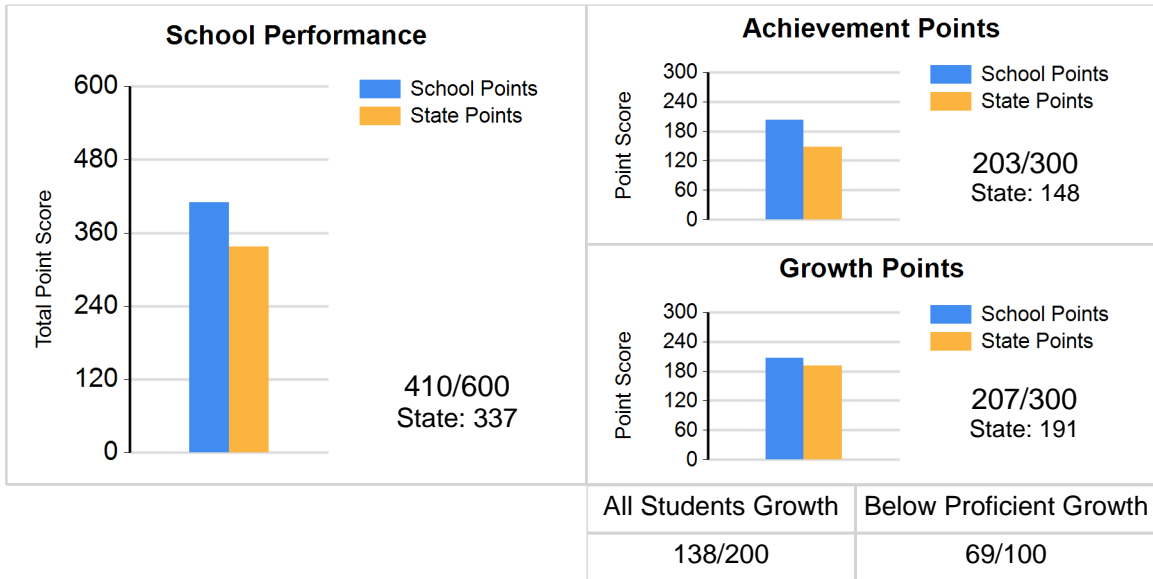 School Performance
600
480
360
240
120
0
Total Point Score
School Points
State Points
410/600
State: 337
Achievement Points
300
240
180
120
60
0
Point Score
School Points
State Points
203/300
State: 148
Growth Points
300
240
180
120
60
0
Point Score
School Points
State Points
207/300
State: 191
All Students Growth
Below Proficient Growth
138/200
69/100